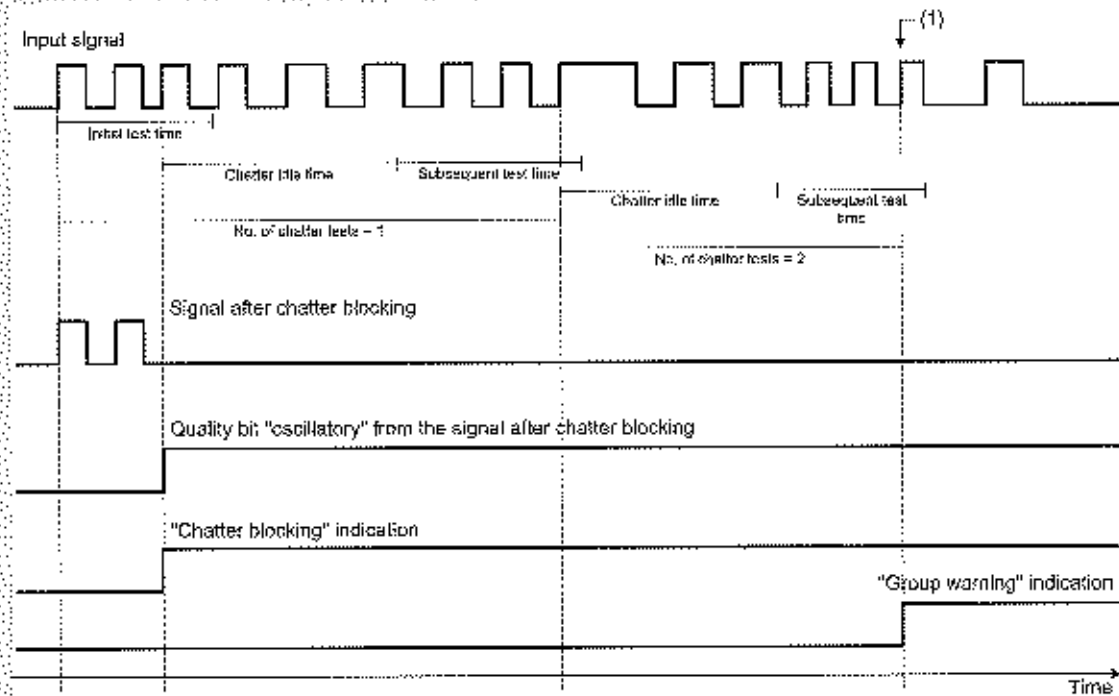 (1)
Input signal
Initial test time
Chatter idle time
Subsequent test time
Chatter idle time
Subsequent test
time
No. of chatter tests = 1
No. of chatter tests = 2
Signal after chatter blocking
Quality bit "oscillatory" from the signal after chatter blocking
"Chatter blocking" indication
"Group warning" indication
Time